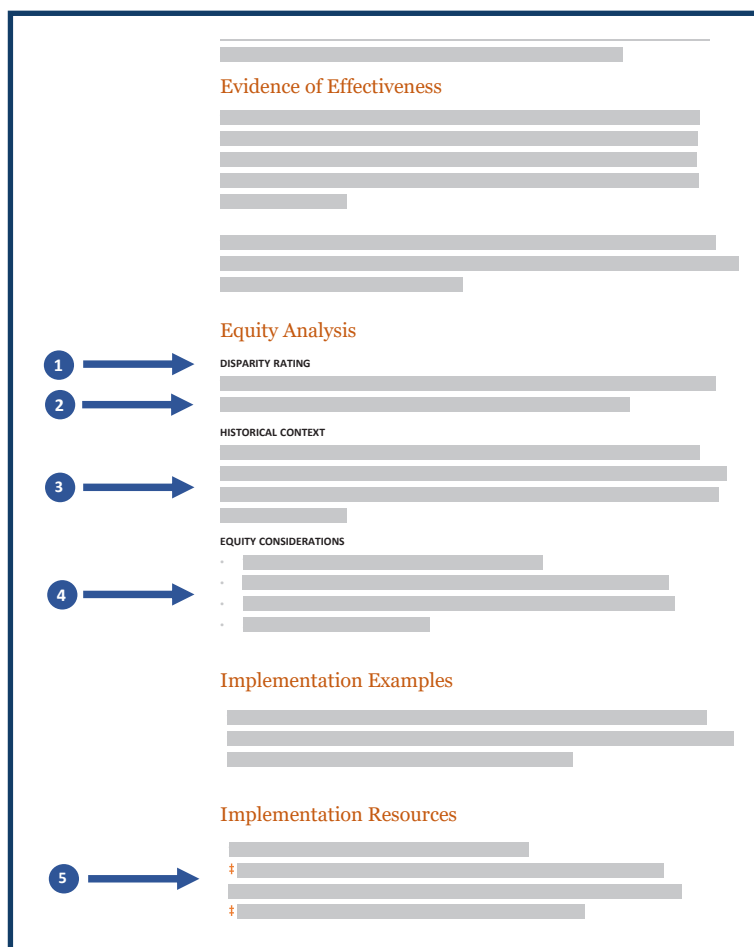 Evidence of Effectiveness
Equity Analysis
1
DISPARITY RATING
2
HISTORICAL CONTEXT
3
EQUITY CONSIDERATIONS
4
Implementation Examples
Implementation Resources
‡
5
‡